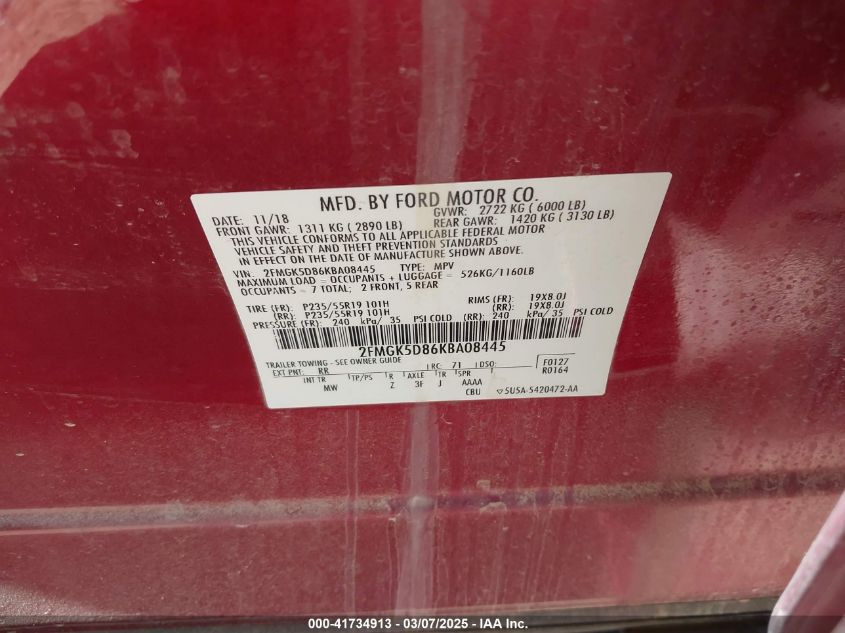 MFD. BY FORD MOTOR CO.
DATE: 11/18 GVWR: 2722 KG ( 6000 LB)
FRONT GAWR: 1311 KG ( 2890 LB) REAR GAWR: 1420 KG ( 3130 LB)
THIS VEHICLE CONFORMS TO ALL APPLICABLE FEDERAL MOTOR
VEHICLE SAFETY AND THEFT PREVENTION STANDARDS
IN EFFECT ON THE DATE OF MANUFACTURE SHOWN ABOVE.
VIN: 2FMGK5D86KBA08445 TYPE: MPV
MAXIMUM LOAD = OCCUPANTS + LUGGAGE = 526KG/1160LB
OCCUPANTS = 7 TOTAL; 2 FRONT, 5 REAR
TIRE (FR): P235/55R19 101H RIMS (FR): 19X8.0J
(RR): P235/55R19 101H (RR): 19X8.0J
PRESSURE (FR): 240 kPa/ 35 PSI COLD (RR): 240 kPa/ 35 PSI COLD
2FMGK5D86KBA08445
TRAILER TOWING - SEE OWNER GUIDE
EXT PNT: RR RC: 71 DSO: F0127
R0164
INT TR TP/PS R AXLE TR SPR
MW Z 3F J AAAA
CBU 5U5A-5420472-AA
000-41734913 - 03/07/2025 - IAAI Inc.